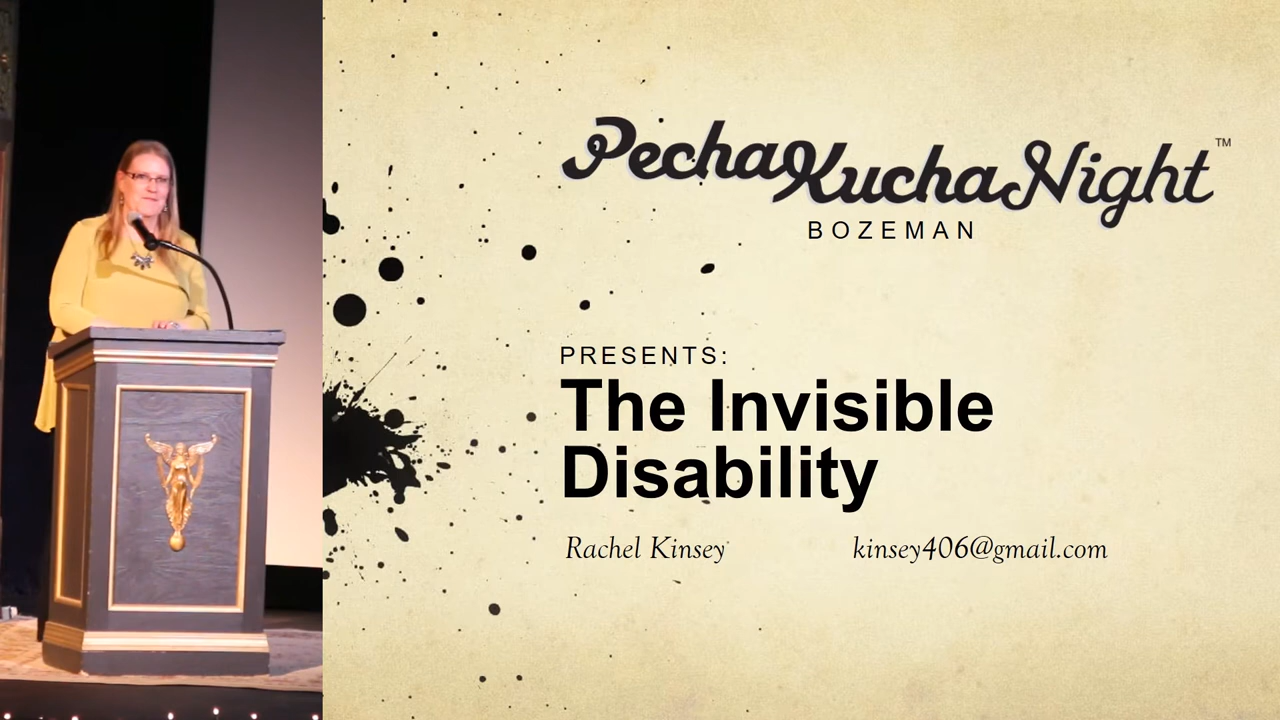 PechaKuchaNight™
BOZEMAN
PRESENTS:
The Invisible
Disability
Rachel Kinsey kinsey406@gmail.com